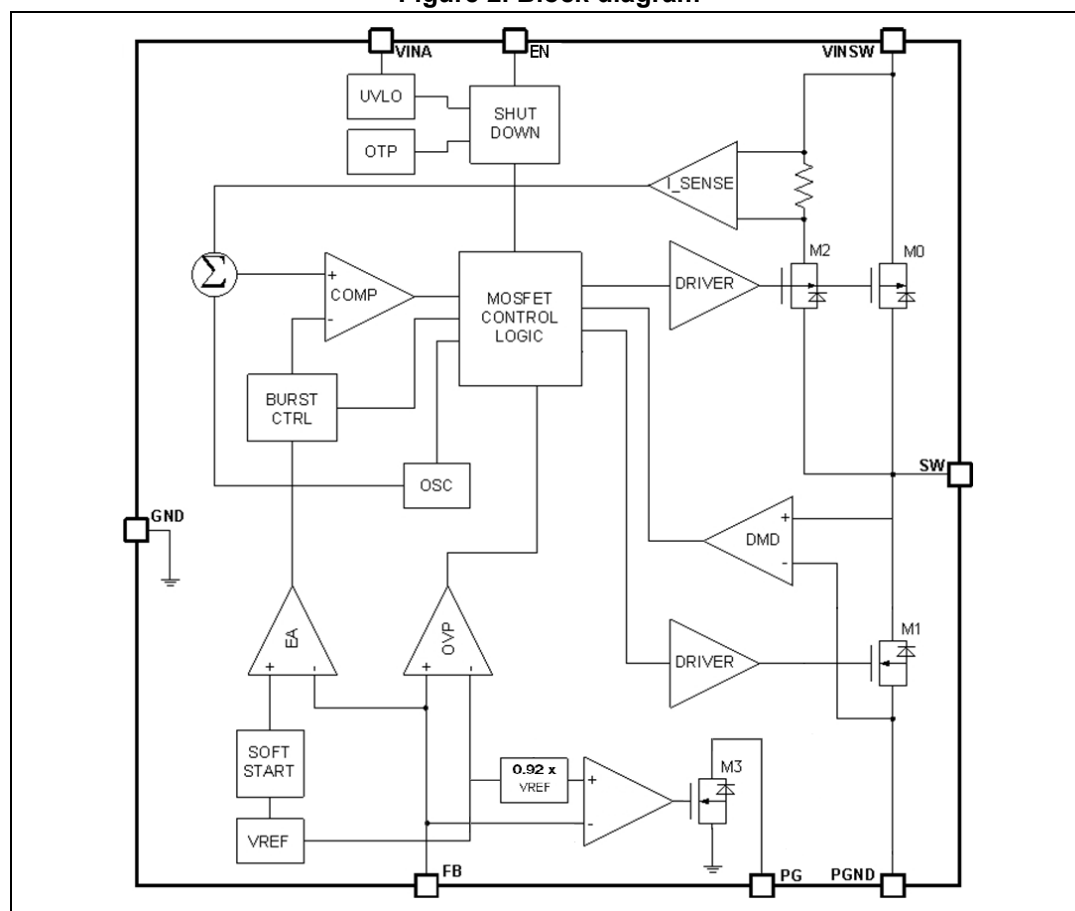 Figure 2. Block diagram
VINA
EN
VINSW
UVLO
SHUT
DOWN
OTP
I_SENSE
Σ
+
COMP
-
MOSFET
CONTROL
LOGIC
DRIVER
M2
M0
BURST
CTRL
OSC
SW
GND
+
DMD
-
EA
+
-
OVP
+
-
DRIVER
M1
SOFT
START
0.92 x
VREF
+
-
M3
VREF
FB
PG
PGND